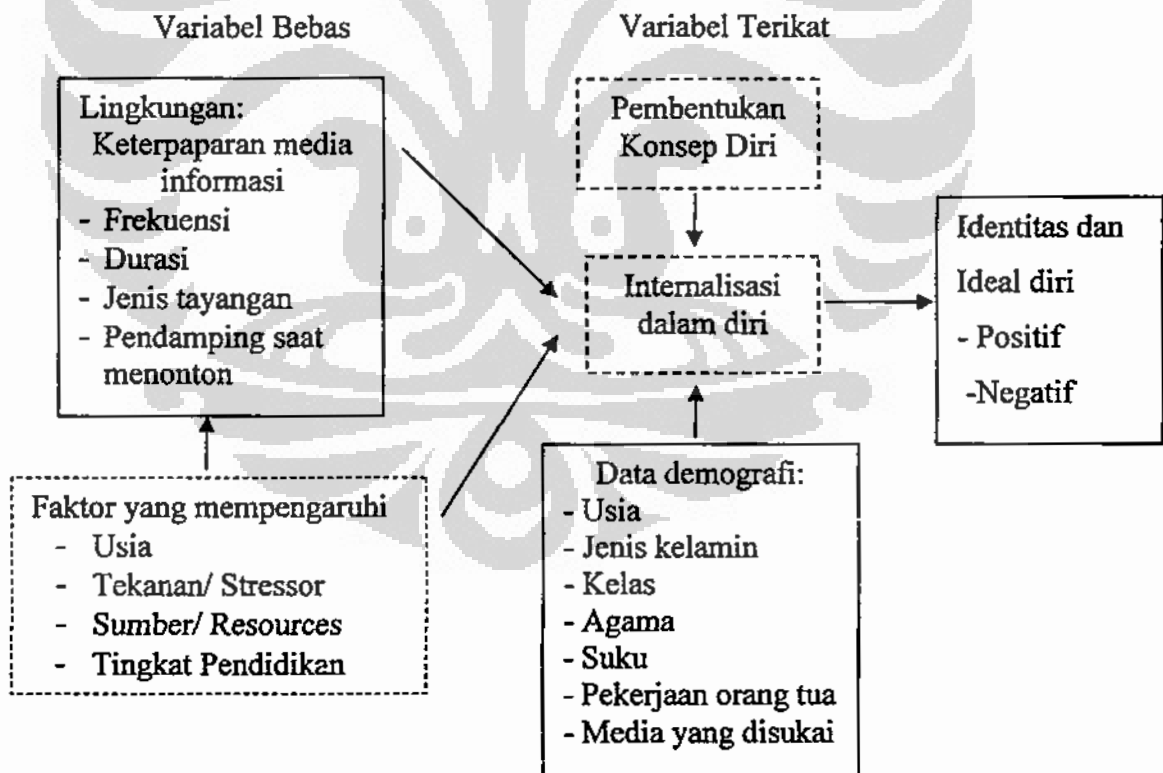 Variabel Bebas
Variabel Terikat
Lingkungan:
Keterpaparan media
informasi
- Frekuensi
- Durasi
- Jenis tayangan
- Pendamping saat
menonton
Faktor yang mempengaruhi
- Usia
- Tekanan/ Stressor
- Sumber/ Resources
- Tingkat Pendidikan
Pembentukan
Konsep Diri
Internalisasi
dalam diri
Data demografi:
- Usia
- Jenis kelamin
- Kelas
- Agama
- Suku
- Pekerjaan orang tua
- Media yang disukai
Identitas dan
Ideal diri
- Positif
-Negatif